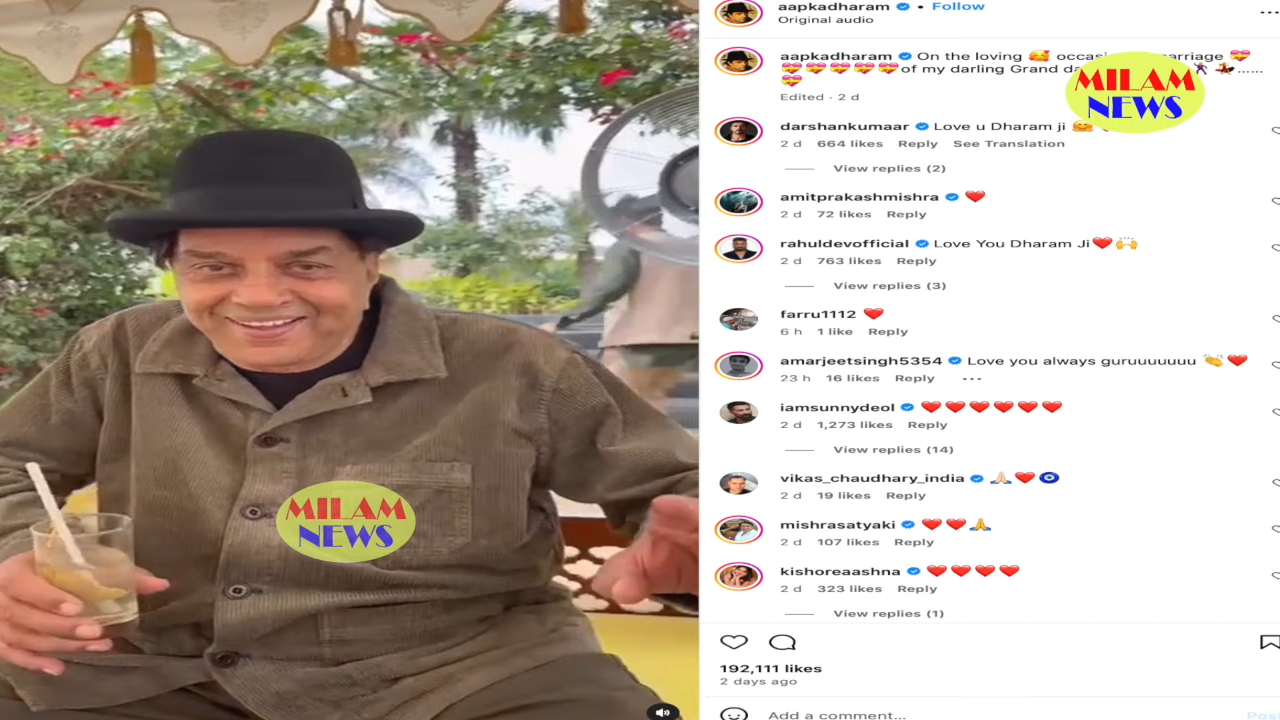 aapkadharam • Follow
Original audio
aapkadharam On the loving 🥰 💝
💝💝💝💝💝of my darling Grand ......
💝
Edited · 2 d
MILAM
NEWS
darshankumaar Love u Dharam ji 🤗
2 d 664 likes Reply See Translation
View replies (2)
amitprakashmishra ❤️
2 d 72 likes Reply
rahuldevofficial Love You Dharam Ji❤️🙌
2 d 763 likes Reply
View replies (3)
farru1112 ❤️
6 h 1 like Reply
amarjeetsingh5354 Love you always guruuuuuuu 👏❤️
23 h 16 likes Reply
iamsunnydeol ❤️❤️❤️❤️❤️❤️
2 d 1,273 likes Reply
View replies (14)
vikas_chaudhary_india 🙏🏻❤️🧿
2 d 19 likes Reply
mishrasatyaki ❤️❤️🙏
2 d 107 likes Reply
kishoreaashna ❤️❤️❤️❤️
2 d 323 likes Reply
View replies (1)
192,111 likes
2 days ago
Add a comment...
MILAM
NEWS